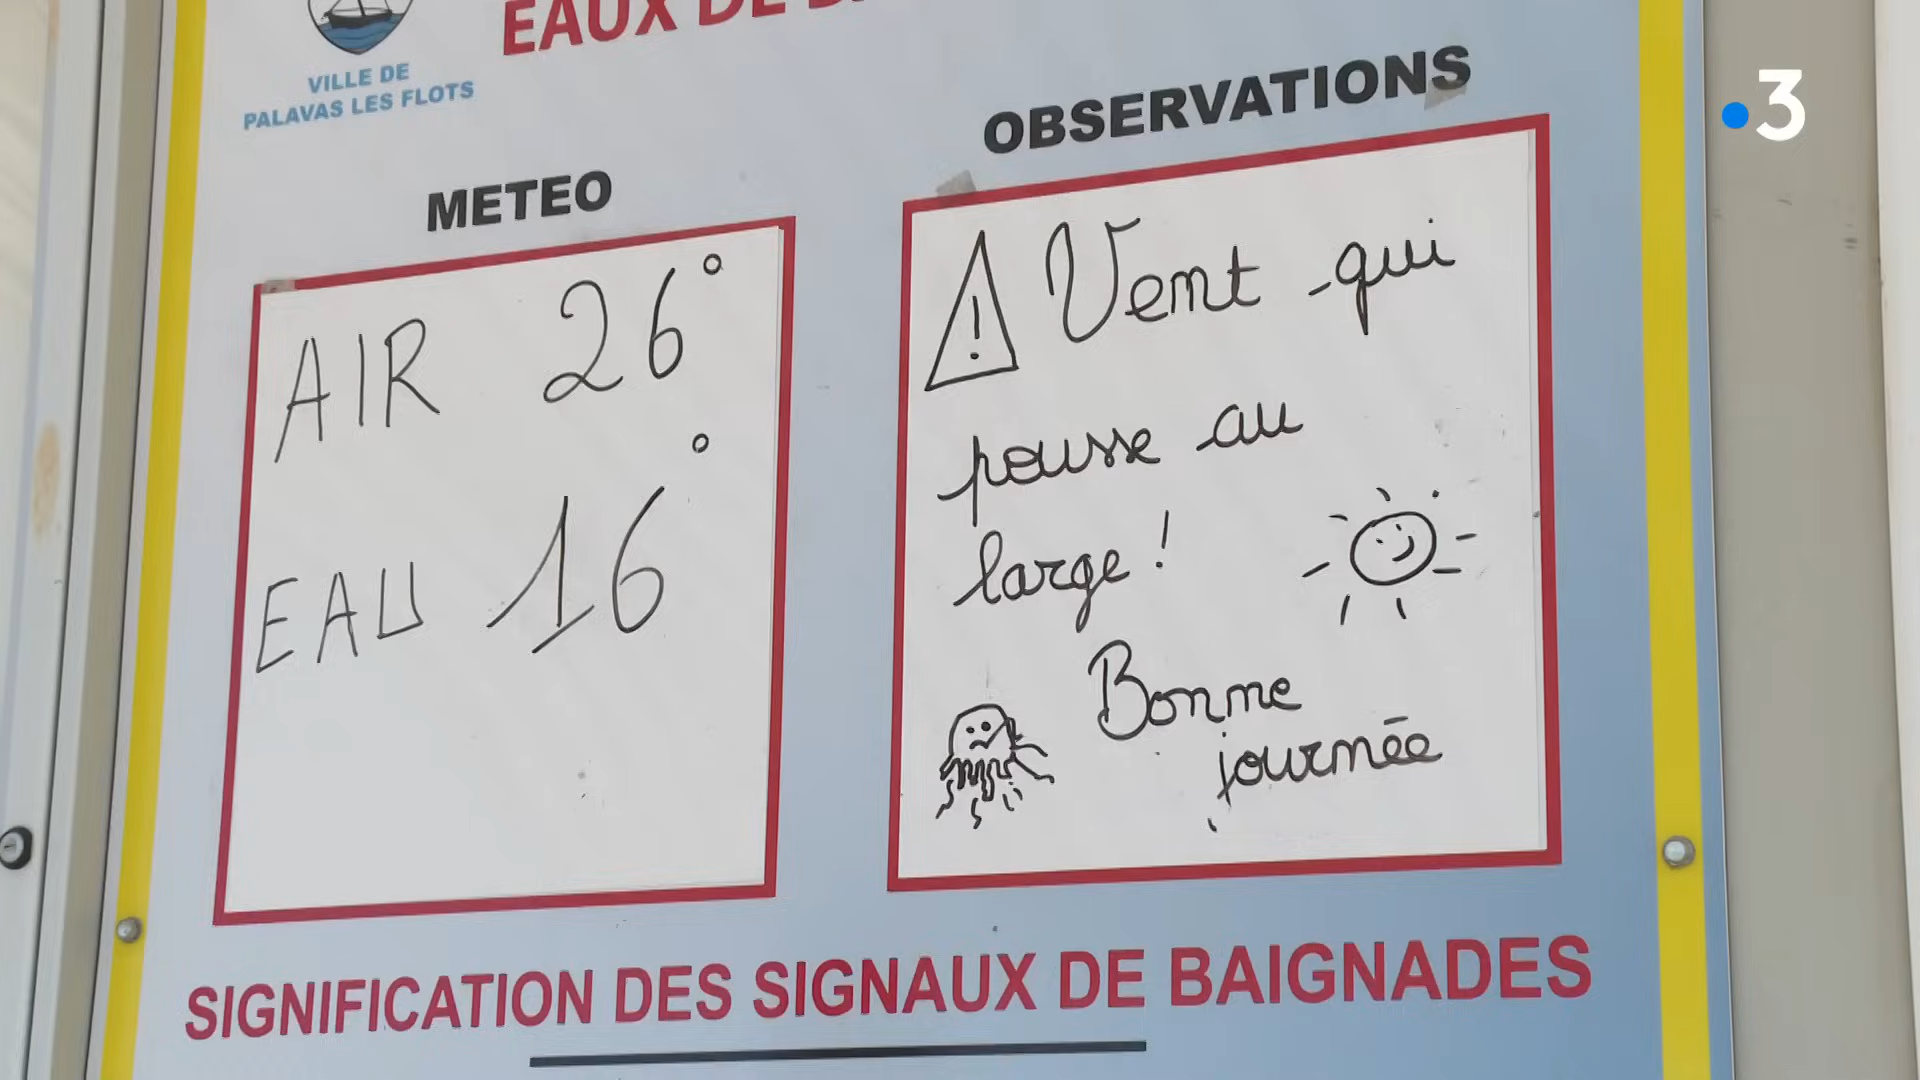 EAUX DE
VILLE DE
PALAVAS LES FLOTS
METEO
AIR 26°
EAU 16°
OBSERVATIONS
! Vent qui
pousse au
large !
Bonne
journée
SIGNIFICATION DES SIGNAUX DE BAIGNADES
3